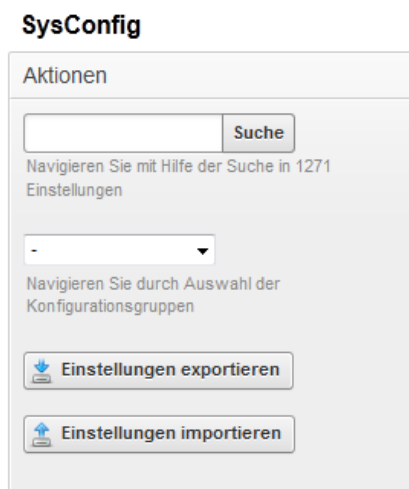 SysConfig
Aktionen
Suche
Navigieren Sie mit Hilfe der Suche in 1271
Einstellungen
-
Navigieren Sie durch Auswahl der
Konfigurationsgruppen
Einstellungen exportieren
Einstellungen importieren